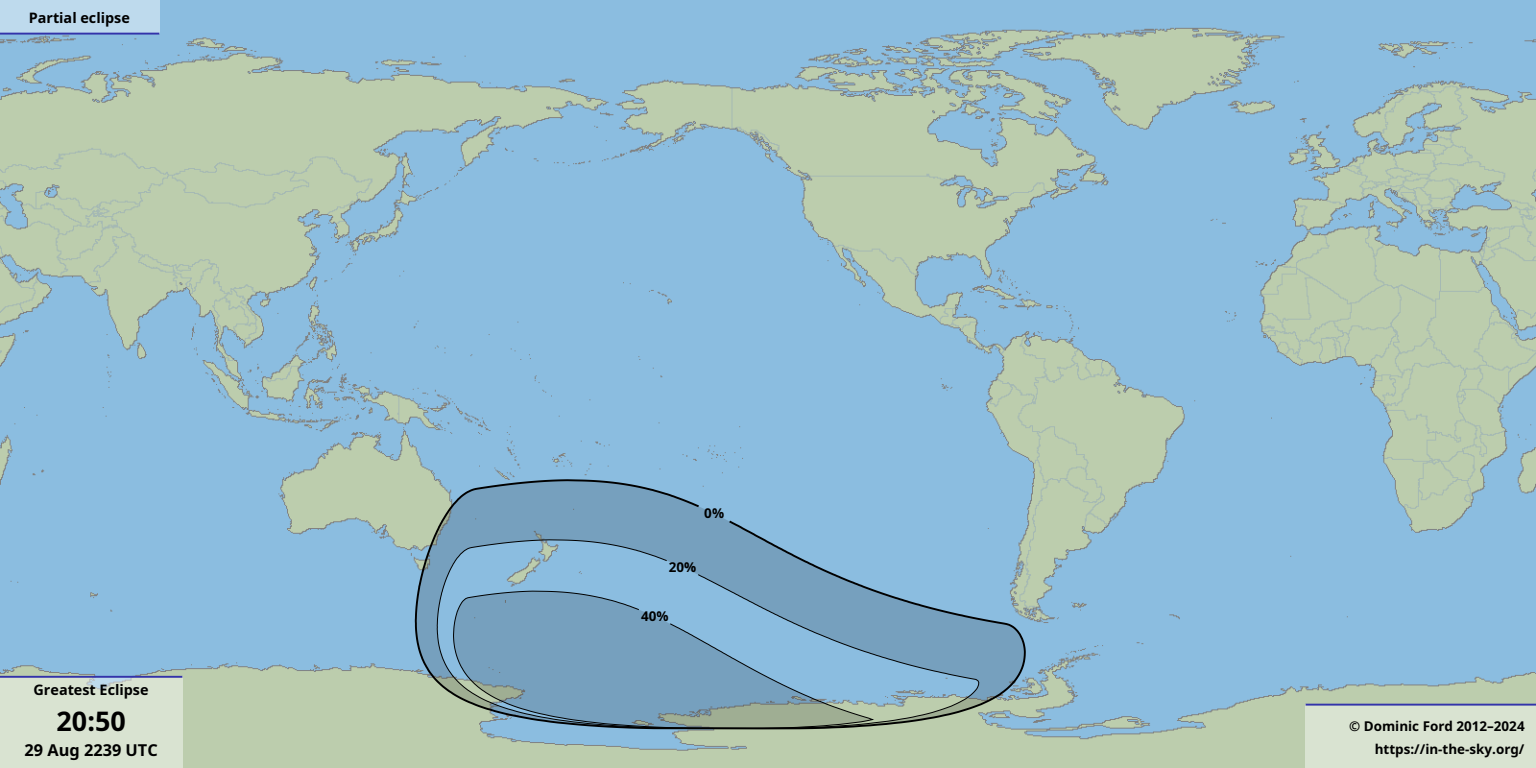 Partial eclipse
0%
20%
40%
Greatest Eclipse
20:50
29 Aug 2239 UTC
© Dominic Ford 2012–2024
https://in-the-sky.org/